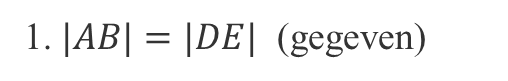 1. |AB| = |DE| (gegeven)